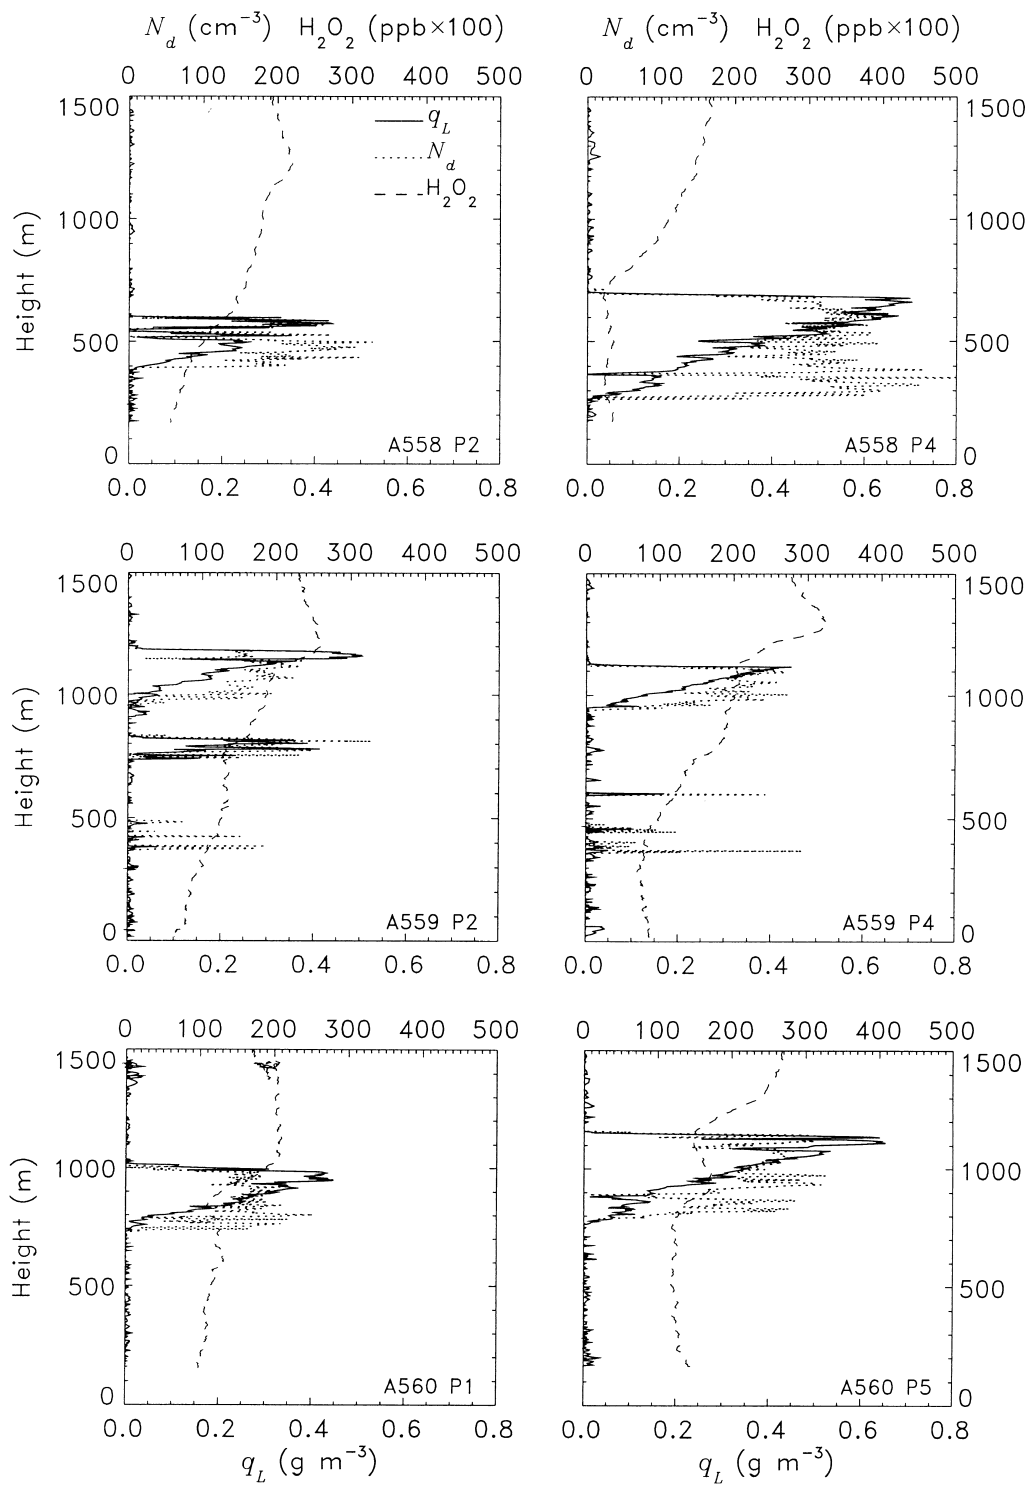 N_d (cm⁻³) H₂O₂ (ppb×100) N_d (cm⁻³) H₂O₂ (ppb×100)
0 100 200 300 400 500 0 100 200 300 400 500
1500 1500
q_L
N_d
H₂O₂
1000 1000
Height (m)
500 500
0 A558 P2 A558 P4 0
0.0 0.2 0.4 0.6 0.8 0.0 0.2 0.4 0.6 0.8
0 100 200 300 400 500 0 100 200 300 400 500
1500 1500
1000 1000
Height (m)
500 500
0 A559 P2 A559 P4 0
0.0 0.2 0.4 0.6 0.8 0.0 0.2 0.4 0.6 0.8
0 100 200 300 400 500 0 100 200 300 400 500
1500 1500
1000 1000
Height (m)
500 500
0 A560 P1 A560 P5 0
0.0 0.2 0.4 0.6 0.8 0.0 0.2 0.4 0.6 0.8
q_L (g m⁻³) q_L (g m⁻³)